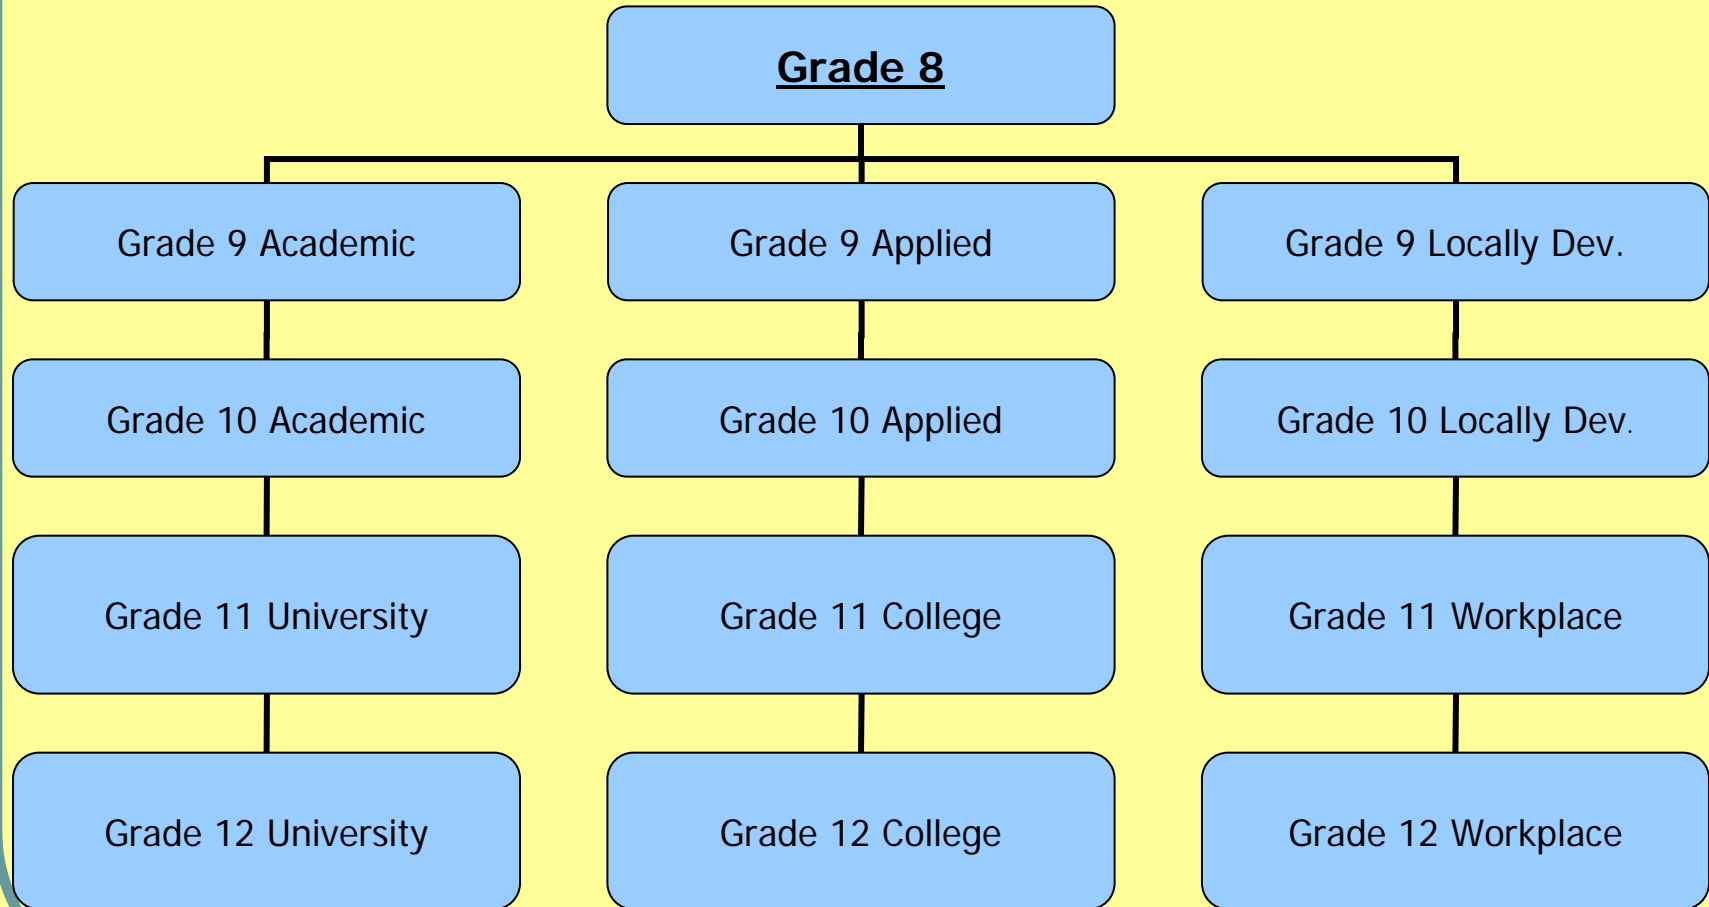 Grade 8
Grade 9 Academic
Grade 9 Applied
Grade 9 Locally Dev.
Grade 10 Academic
Grade 10 Applied
Grade 10 Locally Dev.
Grade 11 University
Grade 11 College
Grade 11 Workplace
Grade 12 University
Grade 12 College
Grade 12 Workplace